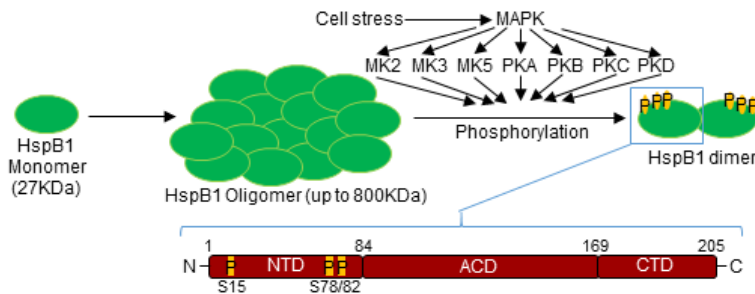 Cell stress MAPK
MK2 MK3 MK5 PKA PKB PKC PKD
P P P P P P
HspB1
Monomer
(27KDa)
Phosphorylation
HspB1 dimer
HspB1 Oligomer (up to 800KDa)
1 84 169 205
N NTD ACD CTD C
P P P
S15 S78/82